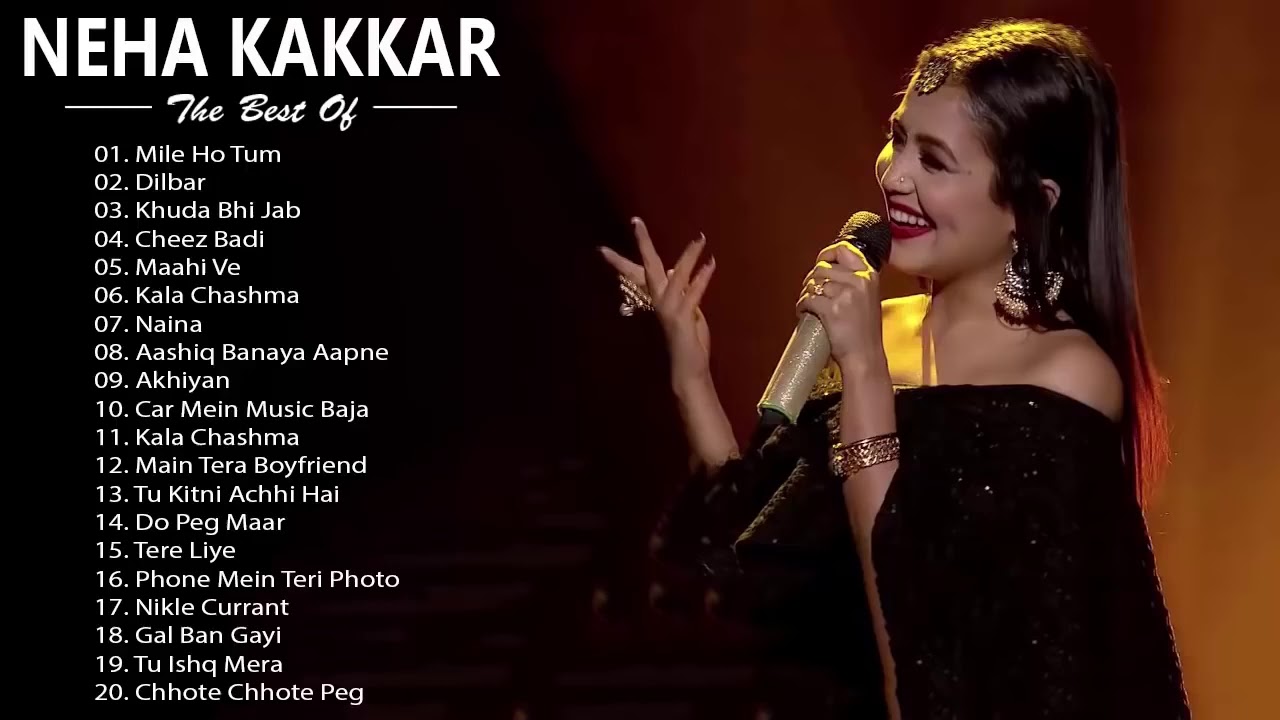 NEHA KAKKAR
The Best Of
01. Mile Ho Tum
02. Dilbar
03. Khuda Bhi Jab
04. Cheez Badi
05. Maahi Ve
06. Kala Chashma
07. Naina
08. Aashiq Banaya Aapne
09. Akhiyan
10. Car Mein Music Baja
11. Kala Chashma
12. Main Tera Boyfriend
13. Tu Kitni Achhi Hai
14. Do Peg Maar
15. Tere Liye
16. Phone Mein Teri Photo
17. Nikle Currant
18. Gal Ban Gayi
19. Tu Ishq Mera
20. Chhote Chhote Peg